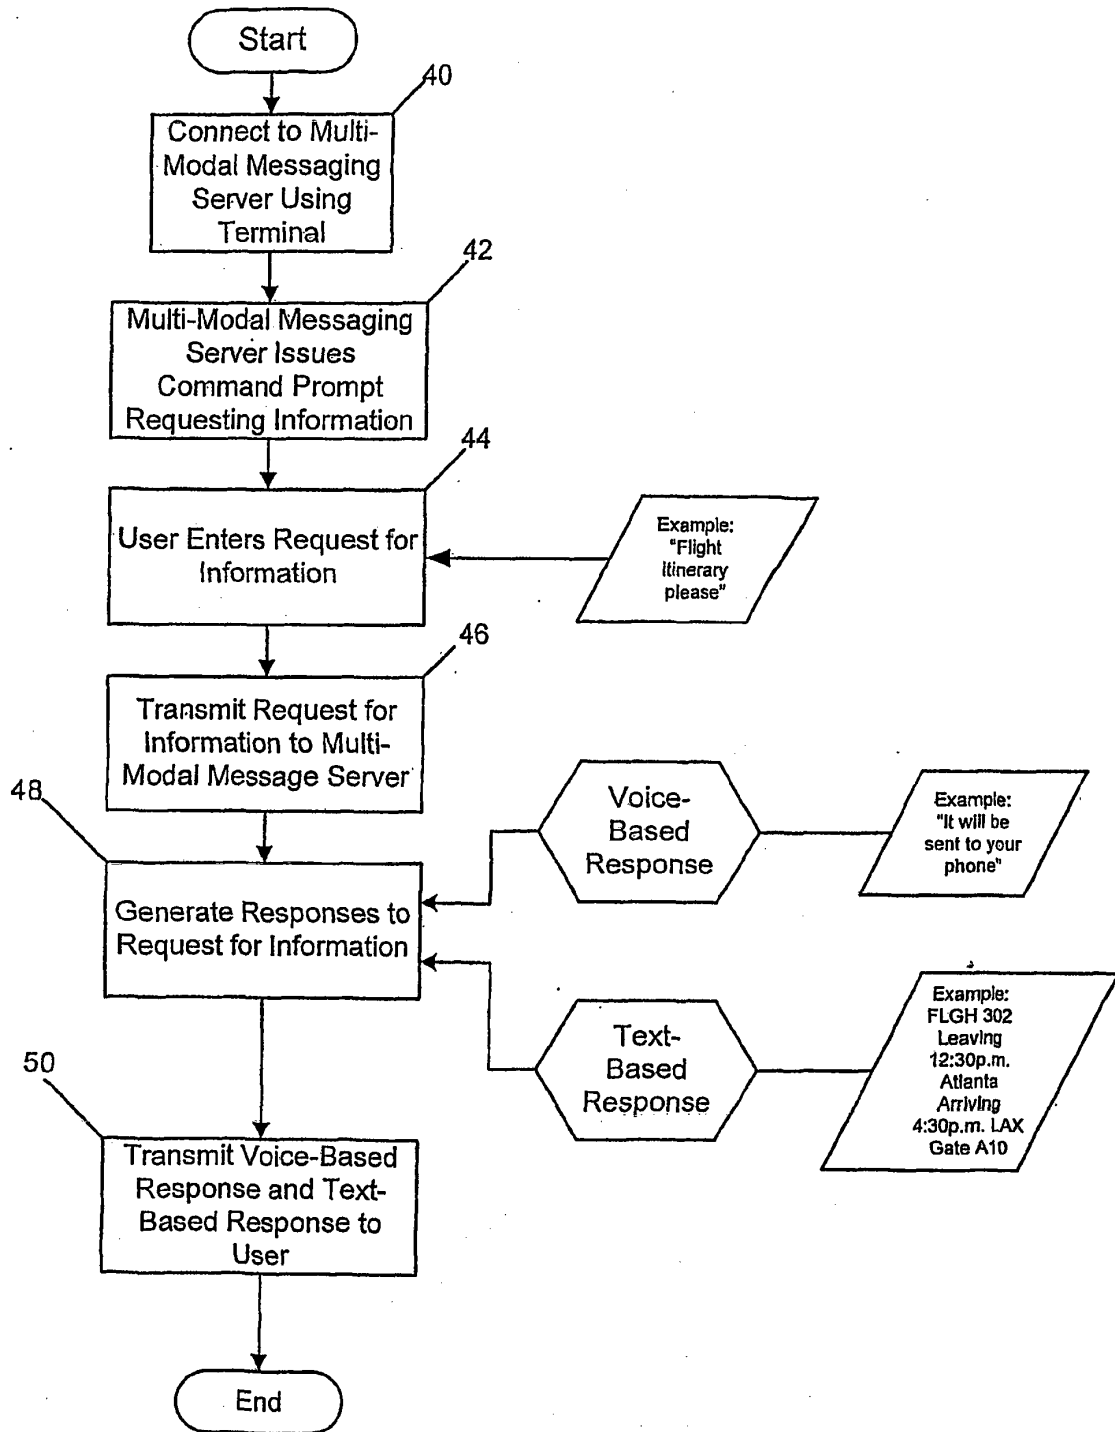 Start
40
Connect to Multi-
Modal Messaging
Server Using
Terminal
42
Multi-Modal Messaging
Server Issues
Command Prompt
Requesting Information
44
User Enters Request for
Information
Example:
"Flight
Itinerary
please"
46
Transmit Request for
Information to Multi-
Modal Message Server
48
Generate Responses to
Request for Information
Voice-
Based
Response
Example:
"It will be
sent to your
phone"
Text-
Based
Response
Example:
FLGH 302
Leaving
12:30p.m.
Atlanta
Arriving
4:30p.m. LAX
Gate A10
50
Transmit Voice-Based
Response and Text-
Based Response to
User
End